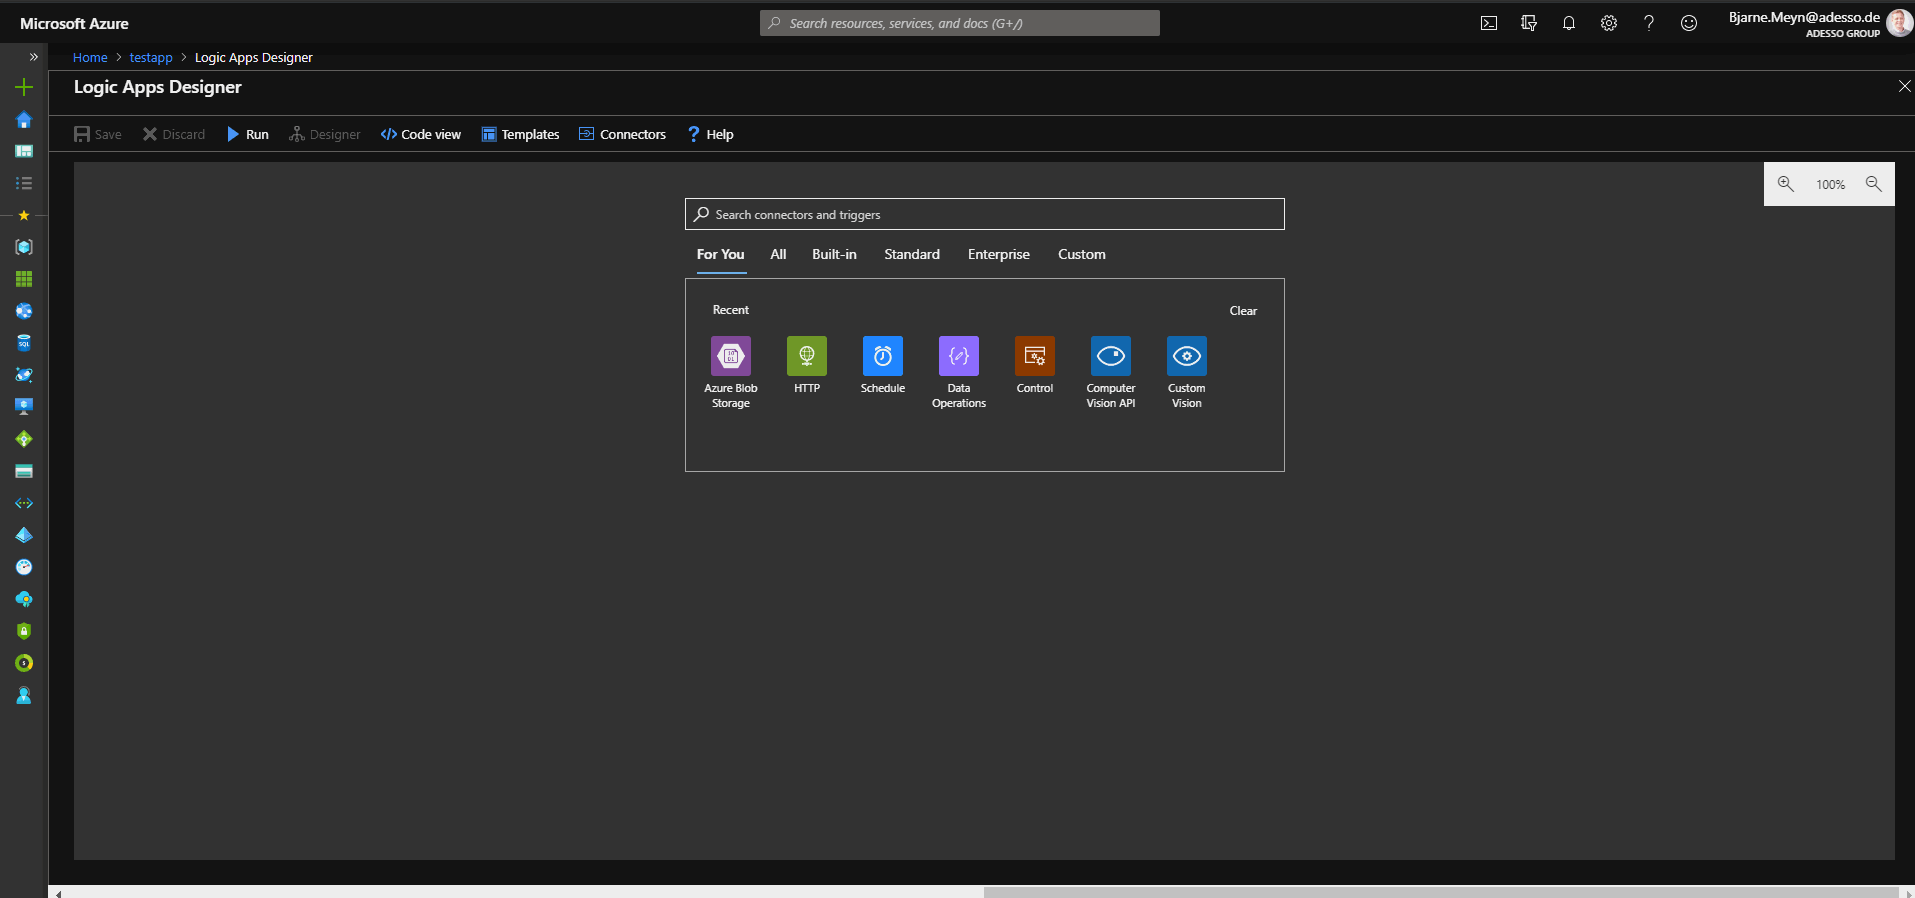 Microsoft Azure
Search resources, services, and docs (G+/)
Bjarne.Meyn@adesso.de
ADESSO GROUP
Home > testapp > Logic Apps Designer
Logic Apps Designer
Save Discard Run Designer Code view Templates Connectors Help
100%
Search connectors and triggers
For You All Built-in Standard Enterprise Custom
Recent Clear
Azure Blob Storage
HTTP
Schedule
Data Operations
Control
Computer Vision API
Custom Vision